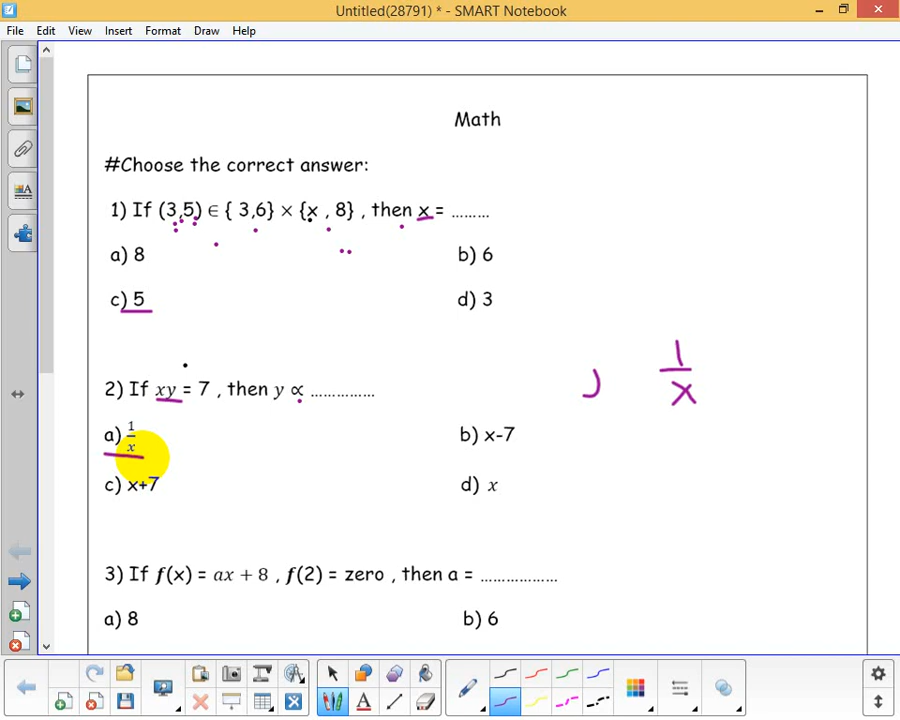 Untitled(28791) * - SMART Notebook
File Edit View Insert Format Draw Help
Math
#Choose the correct answer:
1) If (3,5) ∈ { 3,6} × {x , 8} , then x = .........
a) 8 b) 6
c) 5 d) 3
2) If xy = 7 , then y ∝ ...............
a) 1/x b) x-7
c) x+7 d) x
1/x
3) If f(x) = ax + 8 , f(2) = zero , then a = ..................
a) 8 b) 6